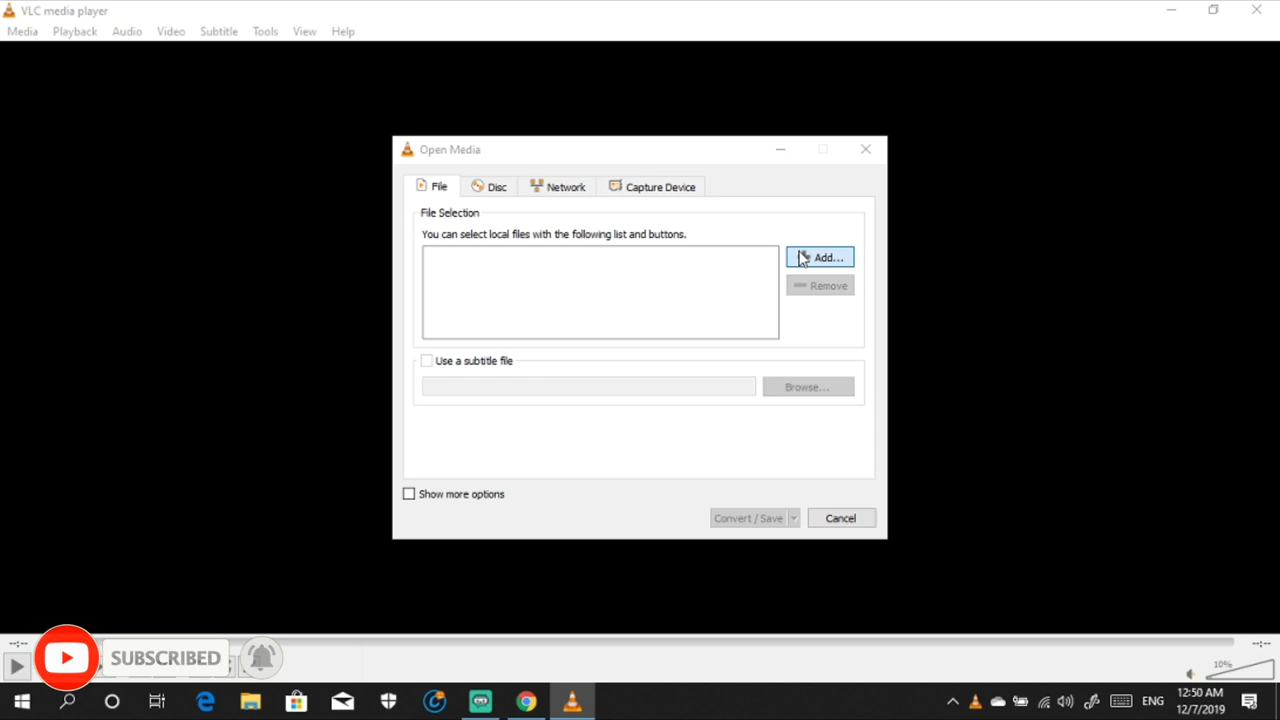 VLC media player
Media Playback Audio Video Subtitle Tools View Help
Open Media
File Disc Network Capture Device
File Selection
You can select local files with the following list and buttons.
Add...
Remove
Use a subtitle file
Browse...
Show more options
Convert / Save Cancel
--:-- --:--
SUBSCRIBED
10%
ENG
12:50 AM
12/7/2019